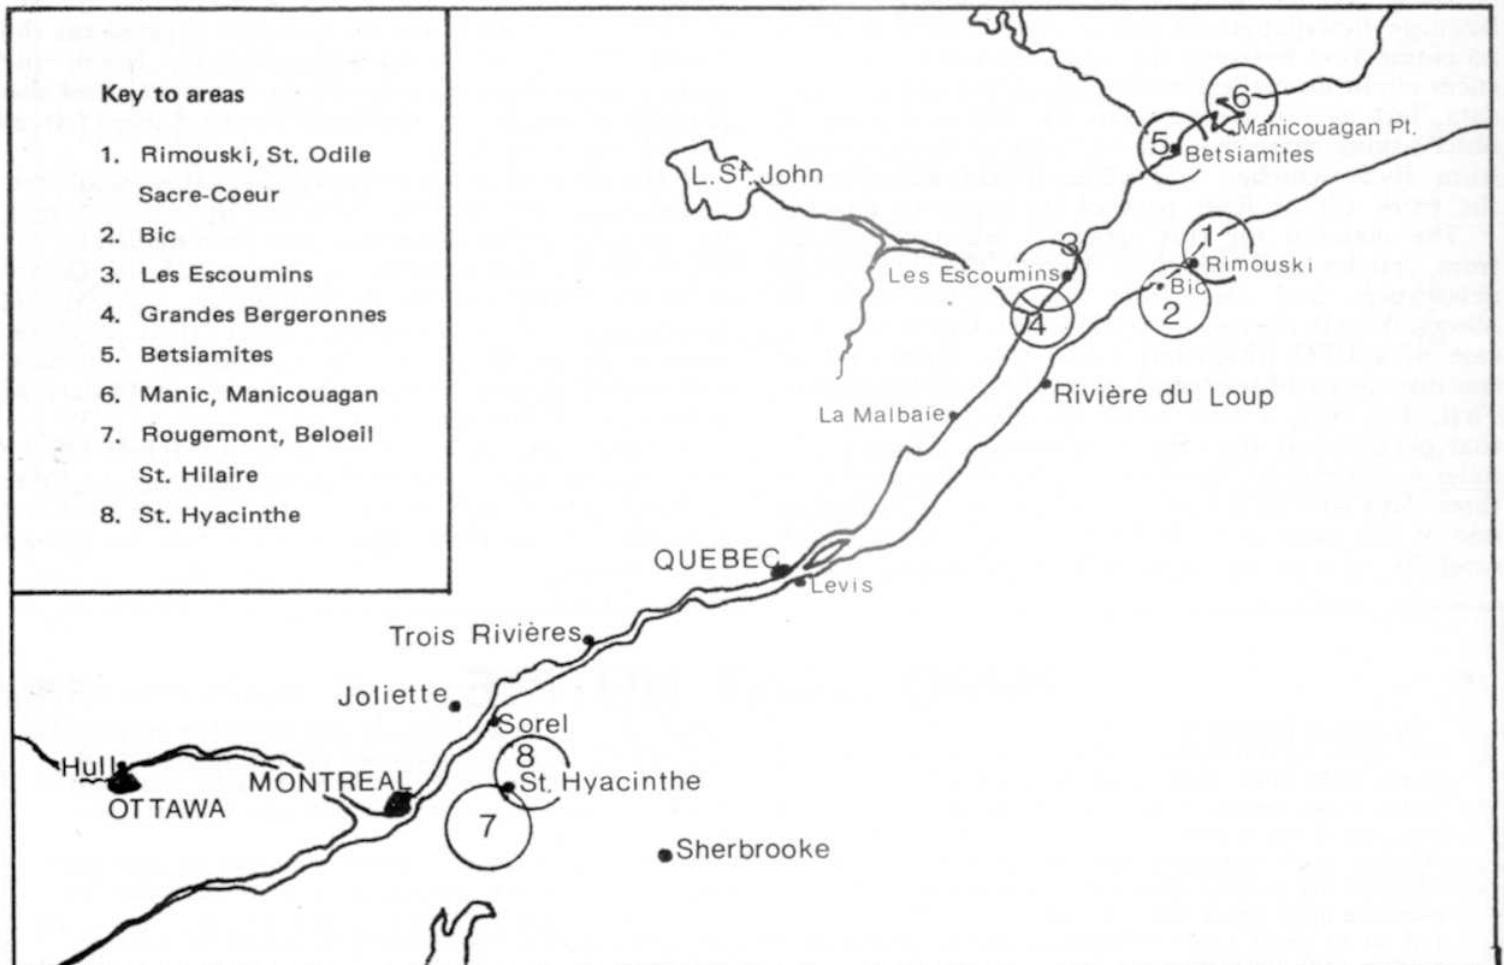 Key to areas
1. Rimouski, St. Odile
Sacre-Coeur
2. Bic
3. Les Escoumins
4. Grandes Bergeronnes
5. Betsiamites
6. Manic, Manicouagan
7. Rougemont, Beloeil
St. Hilaire
8. St. Hyacinthe
6
Manicouagan Pt.
5
Betsiamites
L. St. John
1
Rimouski
3
Les Escoumins
Bic
2
4
Rivière du Loup
La Malbaie
QUEBEC
Levis
Trois Rivières
Joliette
Sorel
8
St. Hyacinthe
Hull
OTTAWA
MONTREAL
7
Sherbrooke